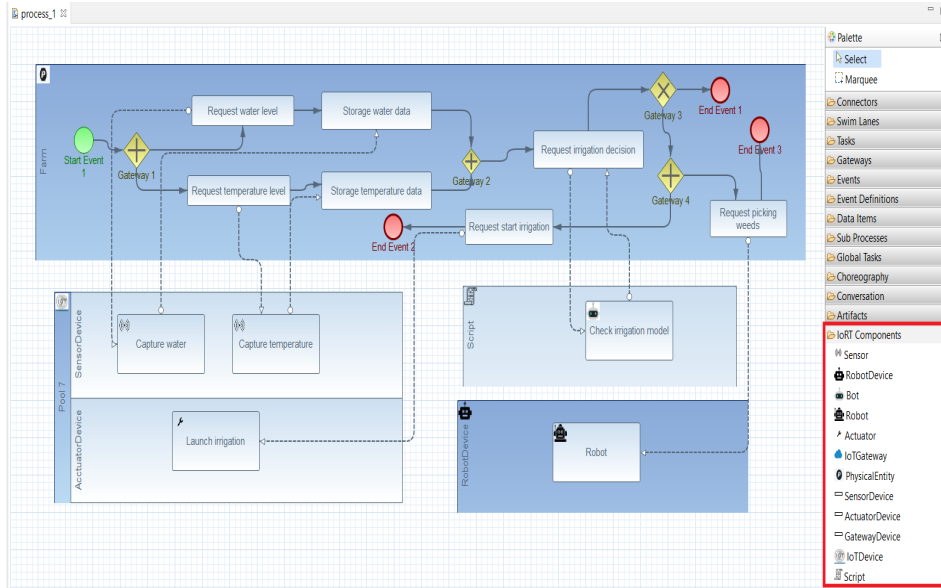 process_1
Palette
Select
Marquee
Connectors
Swim Lanes
Tasks
Gateways
Events
Event Definitions
Data Items
Sub Processes
Global Tasks
Choreography
Conversation
Artifacts
IoRT Components
Sensor
RobotDevice
Bot
Robot
Actuator
IoTGateway
PhysicalEntity
SensorDevice
ActuatorDevice
GatewayDevice
IoTDevice
Script
Farm
Start Event
1
Gateway 1
Request water level
Storage water data
Request temperature level
Storage temperature data
Gateway 2
Request irrigation decision
Gateway 3
End Event 1
End Event 3
Gateway 4
Request picking
weeds
Request start irrigation
End Event 2
Pool 7
SensorDevice
Capture water
Capture temperature
AcctuatorDevice
Launch irrigation
Script
Check irrigation model
RobotDevice
Robot